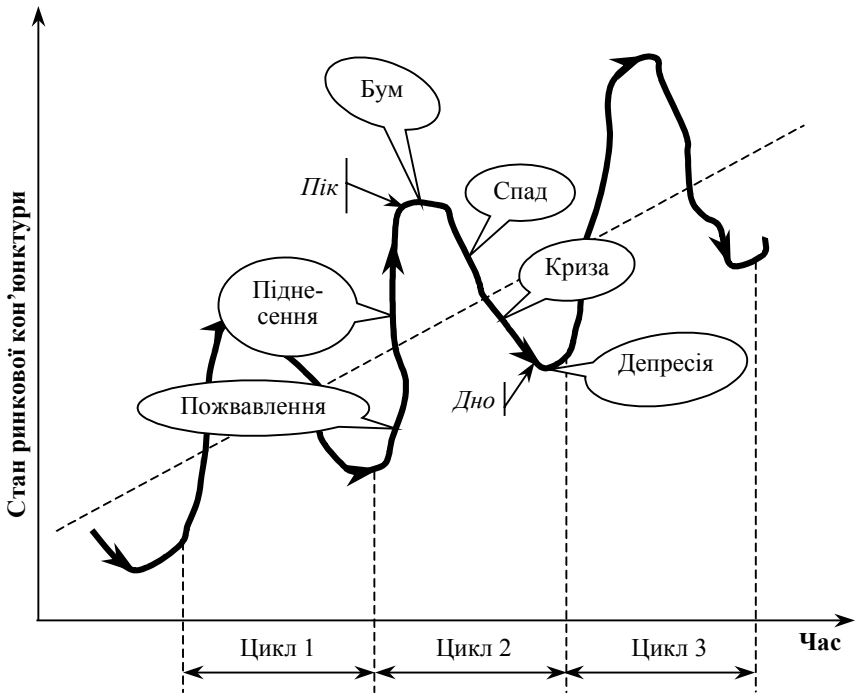 Бум
Пік
Спад
Стан ринкової кон’юнктури
Підне-
сення
Криза
Депресія
Дно
Пожвавлення
Час
Цикл 1
Цикл 2
Цикл 3